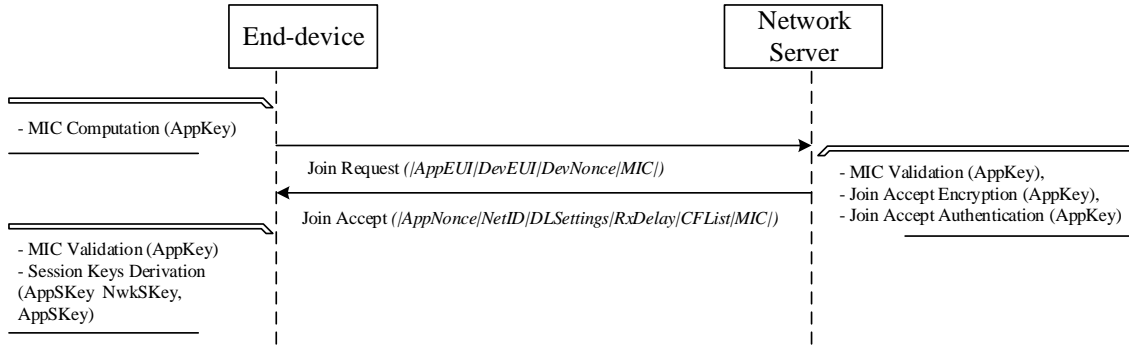 End-device
Network
Server
- MIC Computation (AppKey)
Join Request (|AppEUI|DevEUI|DevNonce|MIC|)
- MIC Validation (AppKey),
- Join Accept Encryption (AppKey),
- Join Accept Authentication (AppKey)
Join Accept (|AppNonce|NetID|DLSettings|RxDelay|CFList|MIC|)
- MIC Validation (AppKey)
- Session Keys Derivation
(AppSKey NwkSKey,
AppSKey)